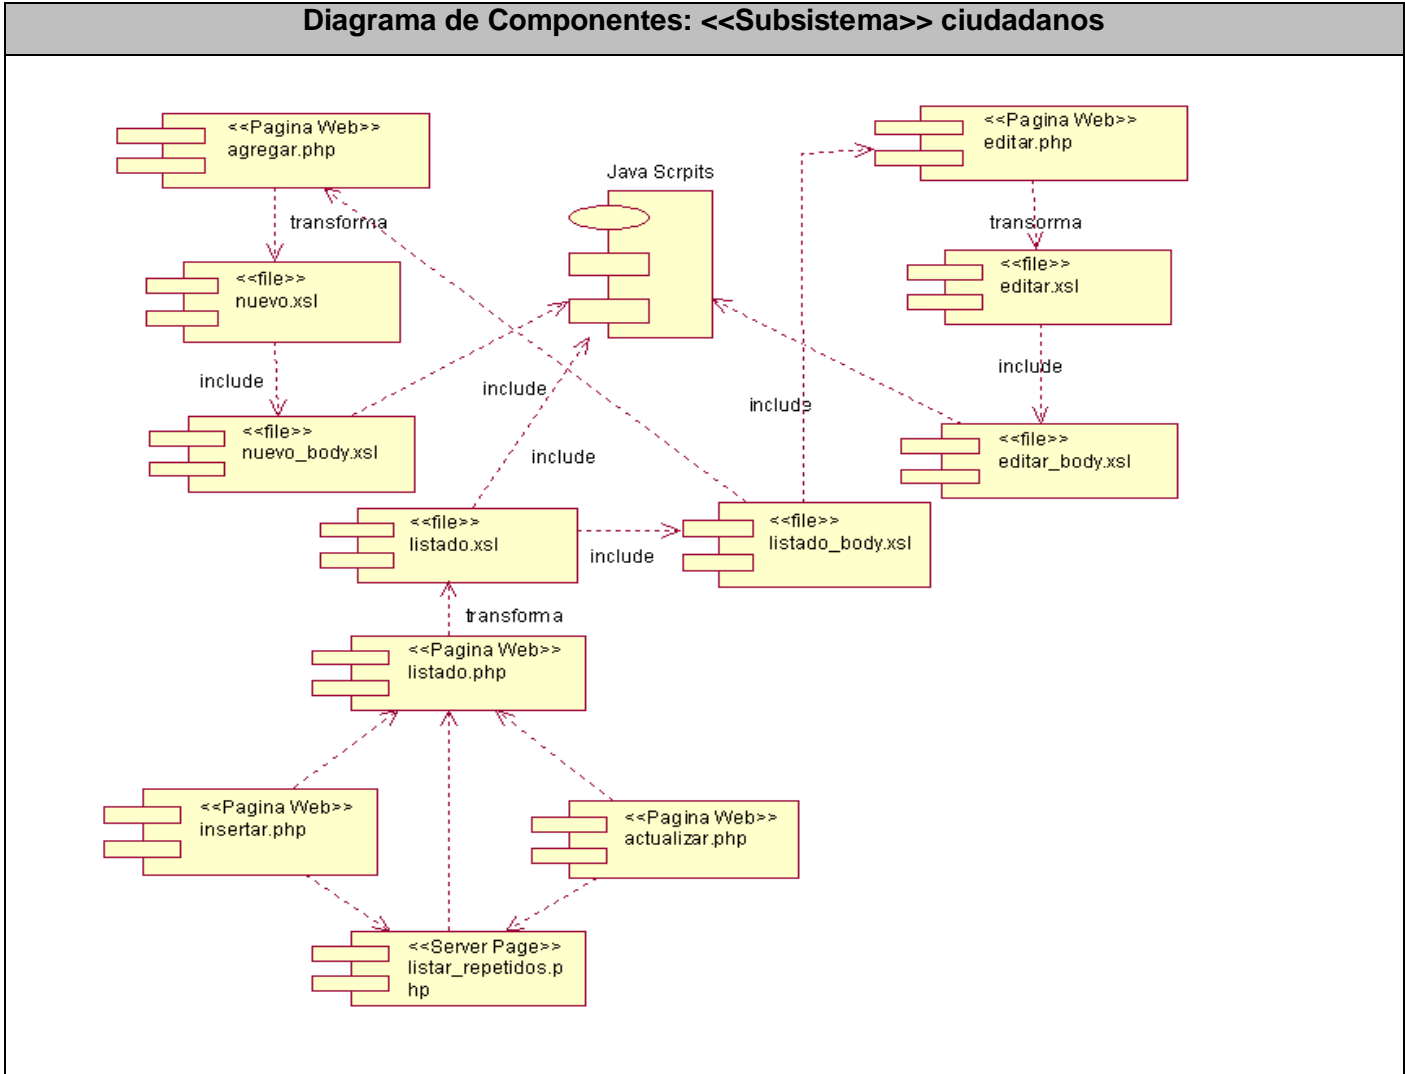 Diagrama de Componentes: <<Subsistema>> ciudadanos
<<Pagina Web>>
agregar.php
<<Pagina Web>>
editar.php
Java Scrpits
transforma
transorma
<<file>>
nuevo.xsl
<<file>>
editar.xsl
include
include
include
include
<<file>>
nuevo_body.xsl
<<file>>
editar_body.xsl
include
<<file>>
listado.xsl
<<file>>
listado_body.xsl
include
transforma
<<Pagina Web>>
listado.php
<<Pagina Web>>
insertar.php
<<Pagina Web>>
actualizar.php
<<Server Page>>
listar_repetidos.p
hp